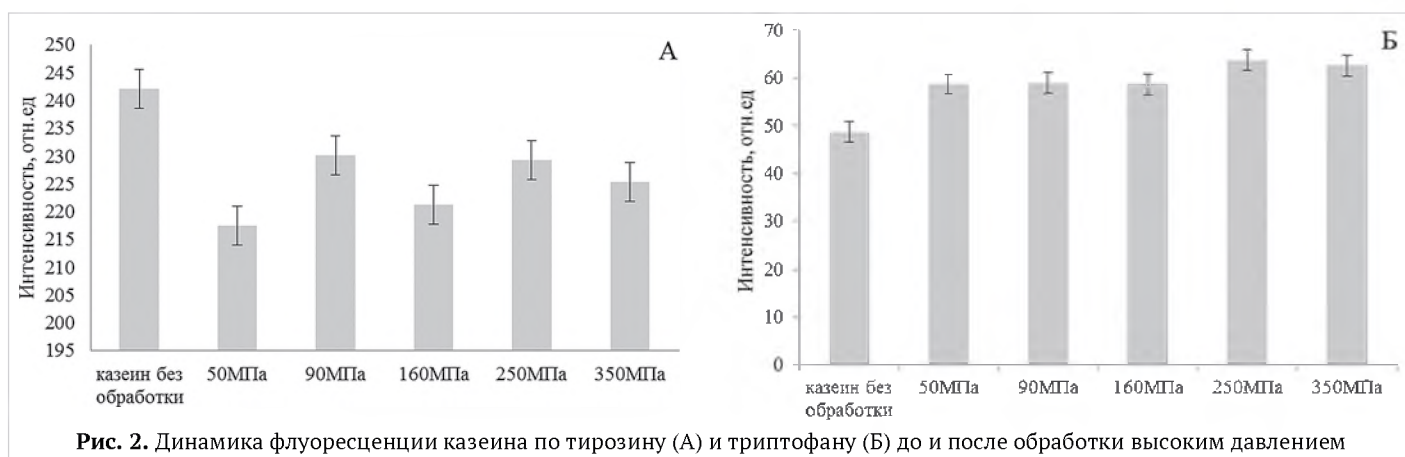 А
Интенсивность, отн.ед
250
245
240
235
230
225
220
215
210
205
200
195
казеин без
обработки
50МПа
90МПа
160МПа
250МПа
350МПа
Б
Интенсивность, отн.ед
70
60
50
40
30
20
10
0
казеин без
обработки
50МПа
90МПа
160МПа
250МПа
350МПа
Рис. 2. Динамика флуоресценции казеина по тирозину (А) и триптофану (Б) до и после обработки высоким давлением